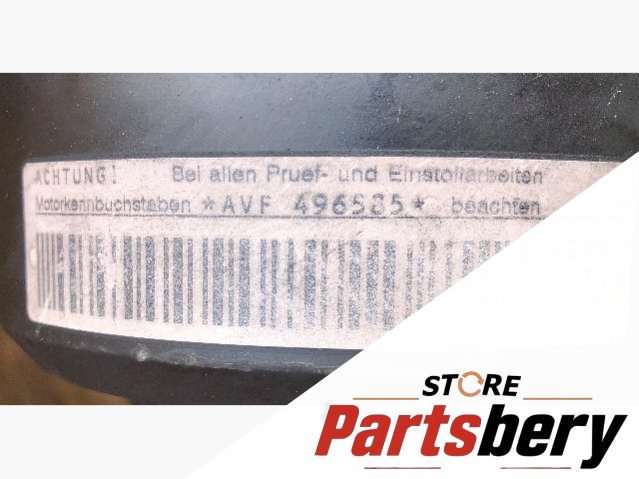 ACHTUNG! Bei allen Pruef- und Einstellarbeiten
Motorkennbuchstaben *AVF 496585* beachten
STORE
Partsbery